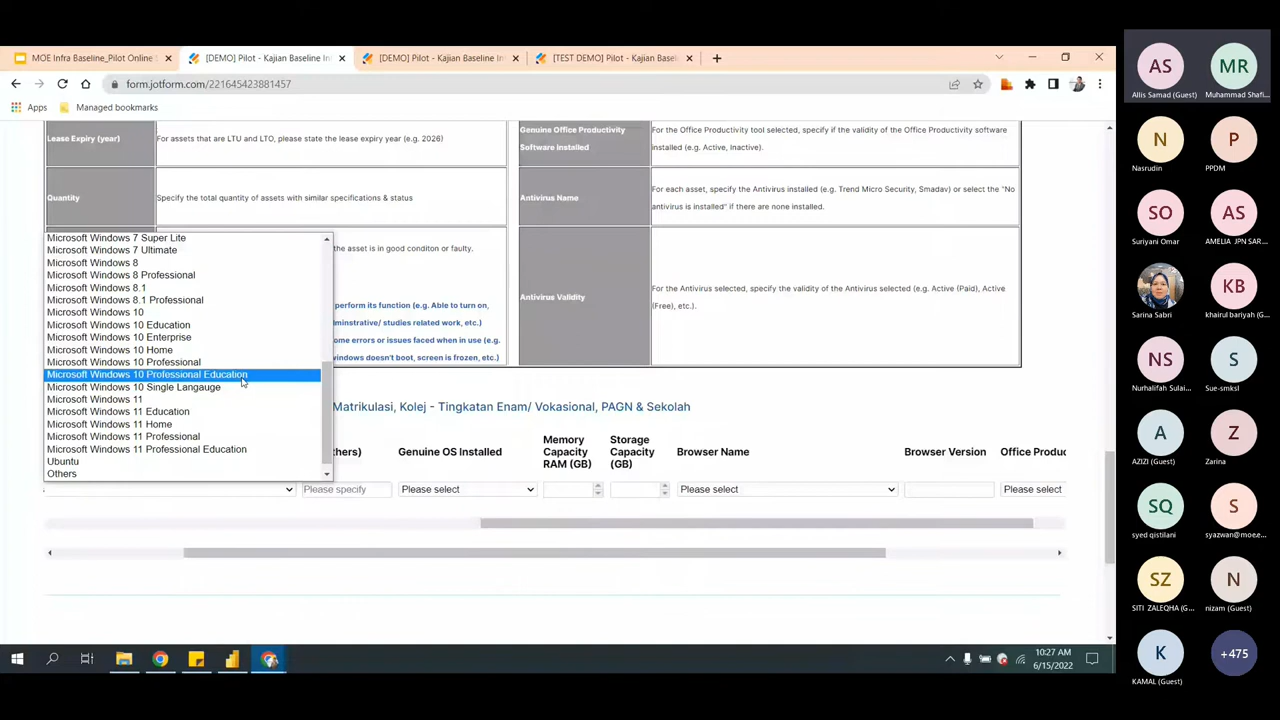 MOE Infra Baseline_Pilot Online
[DEMO] Pilot - Kajian Baseline In
[DEMO] Pilot - Kajian Baseline In
[TEST DEMO] Pilot - Kajian Basel
form.jotform.com/221645423881457
Apps
Managed bookmarks
Lease Expiry (year)
For assets that are LTU and LTO, please state the lease expiry year (e.g. 2026)
Genuine Office Productivity
Software Installed
For the Office Productivity tool selected, specify if the validity of the Office Productivity software
installed (e.g. Active, Inactive).
Quantity
Specify the total quantity of assets with similar specifications & status
Antivirus Name
For each asset, specify the Antivirus installed (e.g. Trend Micro Security, Smadav) or select the "No
antivirus is installed" if there are none installed.
the asset is in good conditon or faulty.
perform its function (e.g. Able to turn on,
adminstrative/ studies related work, etc.)
ome errors or issues faced when in use (e.g.
windows doesn't boot, screen is frozen, etc.)
Antivirus Validity
For the Antivirus selected, specify the validity of the Antivirus selected (e.g. Active (Paid), Active
(Free), etc.).
Microsoft Windows 7 Super Lite
Microsoft Windows 7 Ultimate
Microsoft Windows 8
Microsoft Windows 8 Professional
Microsoft Windows 8.1
Microsoft Windows 8.1 Professional
Microsoft Windows 10
Microsoft Windows 10 Education
Microsoft Windows 10 Enterprise
Microsoft Windows 10 Home
Microsoft Windows 10 Professional
Microsoft Windows 10 Professional Education
Microsoft Windows 10 Single Langauge
Microsoft Windows 11
Microsoft Windows 11 Education
Microsoft Windows 11 Home
Microsoft Windows 11 Professional
Microsoft Windows 11 Professional Education
Ubuntu
Others
Matrikulasi, Kolej - Tingkatan Enam/ Vokasional, PAGN & Sekolah
thers)
Genuine OS Installed
Memory
Capacity
RAM (GB)
Storage
Capacity
(GB)
Browser Name
Browser Version
Office Produc
Please specify
Please select
Please select
Please select
10:27 AM
6/15/2022
AS
Allis Samad (Guest)
MR
Muhammad Shafi...
N
Nasrudin
P
PPDM
SO
Suriyani Omar
AS
AMELIA JPN SAR...
Sarina Sabri
KB
khairul bariyah (G...
NS
Nurhalifah Sulai...
S
Sue-smksl
A
AZIZI (Guest)
Z
Zarina
SQ
syed qistilani
S
syazwan@moe.e...
SZ
SITI ZALEQHA (G...
N
nizam (Guest)
K
KAMAL (Guest)
+475